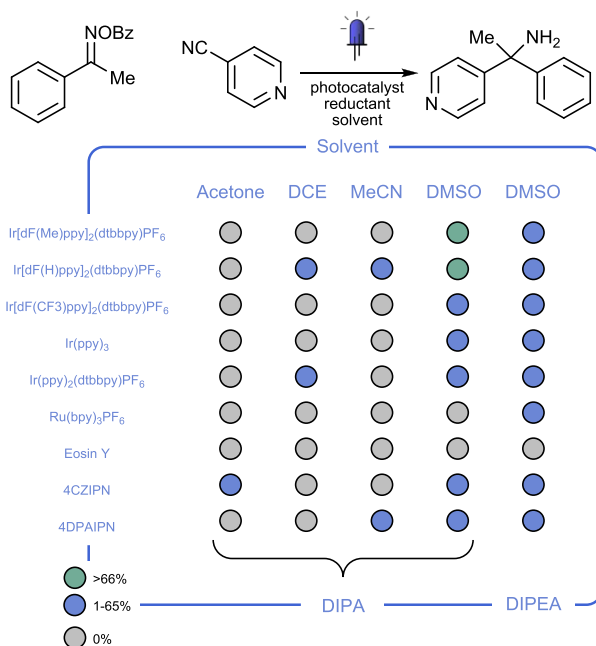 NOBz
Me
NC
N
photocatalyst
reductant
solvent
Me
NH2
N
Solvent
Acetone DCE MeCN DMSO DMSO
Ir[dF(Me)ppy]2(dtbbpy)PF6
Ir[dF(H)ppy]2(dtbbpy)PF6
Ir[dF(CF3)ppy]2(dtbbpy)PF6
Ir(ppy)3
Ir(ppy)2(dtbbpy)PF6
Ru(bpy)3PF6
Eosin Y
4CZIPN
4DPAIPN
>66%
1-65%
0%
DIPA DIPEA